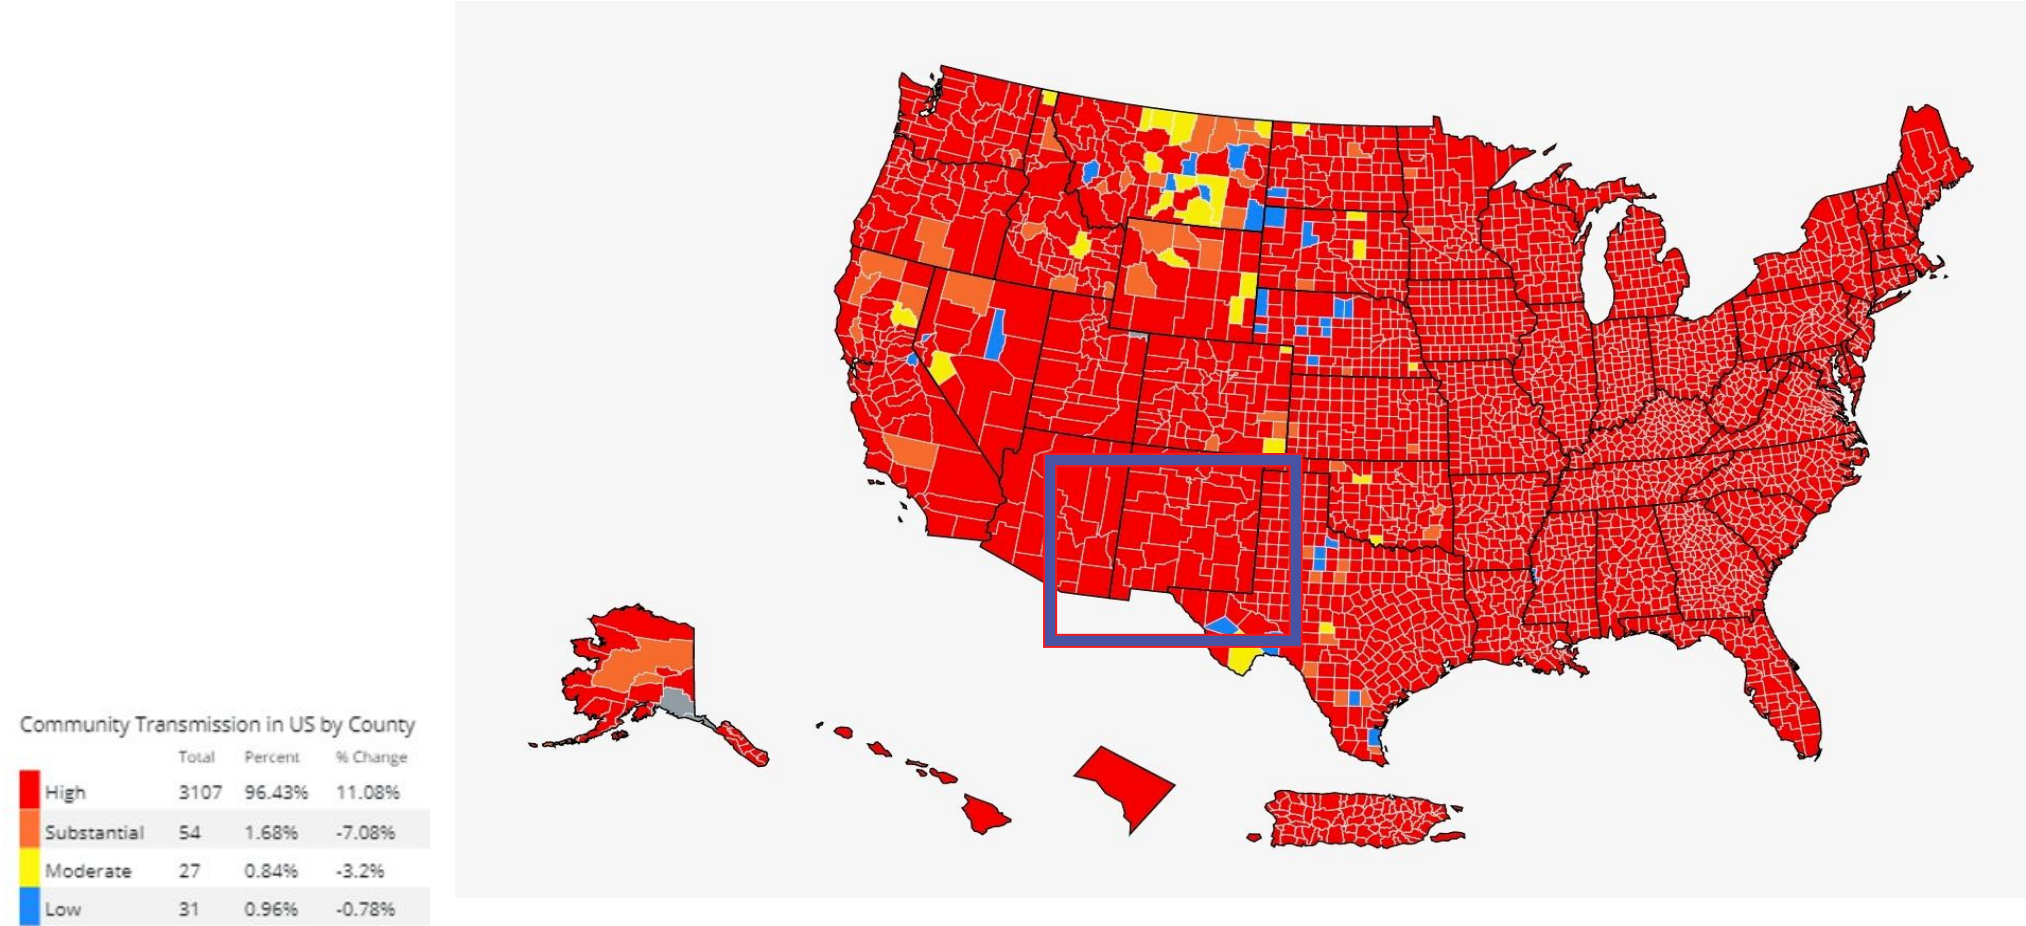 Community Transmission in US by County
Total Percent % Change
High 3107 96.43% 11.08%
Substantial 54 1.68% -7.08%
Moderate 27 0.84% -3.2%
Low 31 0.96% -0.78%